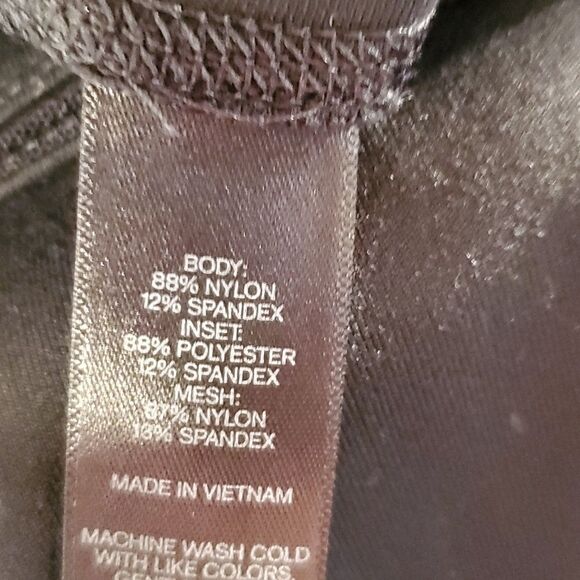 BODY:
88% NYLON
12% SPANDEX
INSET:
88% POLYESTER
12% SPANDEX
MESH:
87% NYLON
13% SPANDEX
MADE IN VIETNAM
MACHINE WASH COLD
WITH LIKE COLORS,